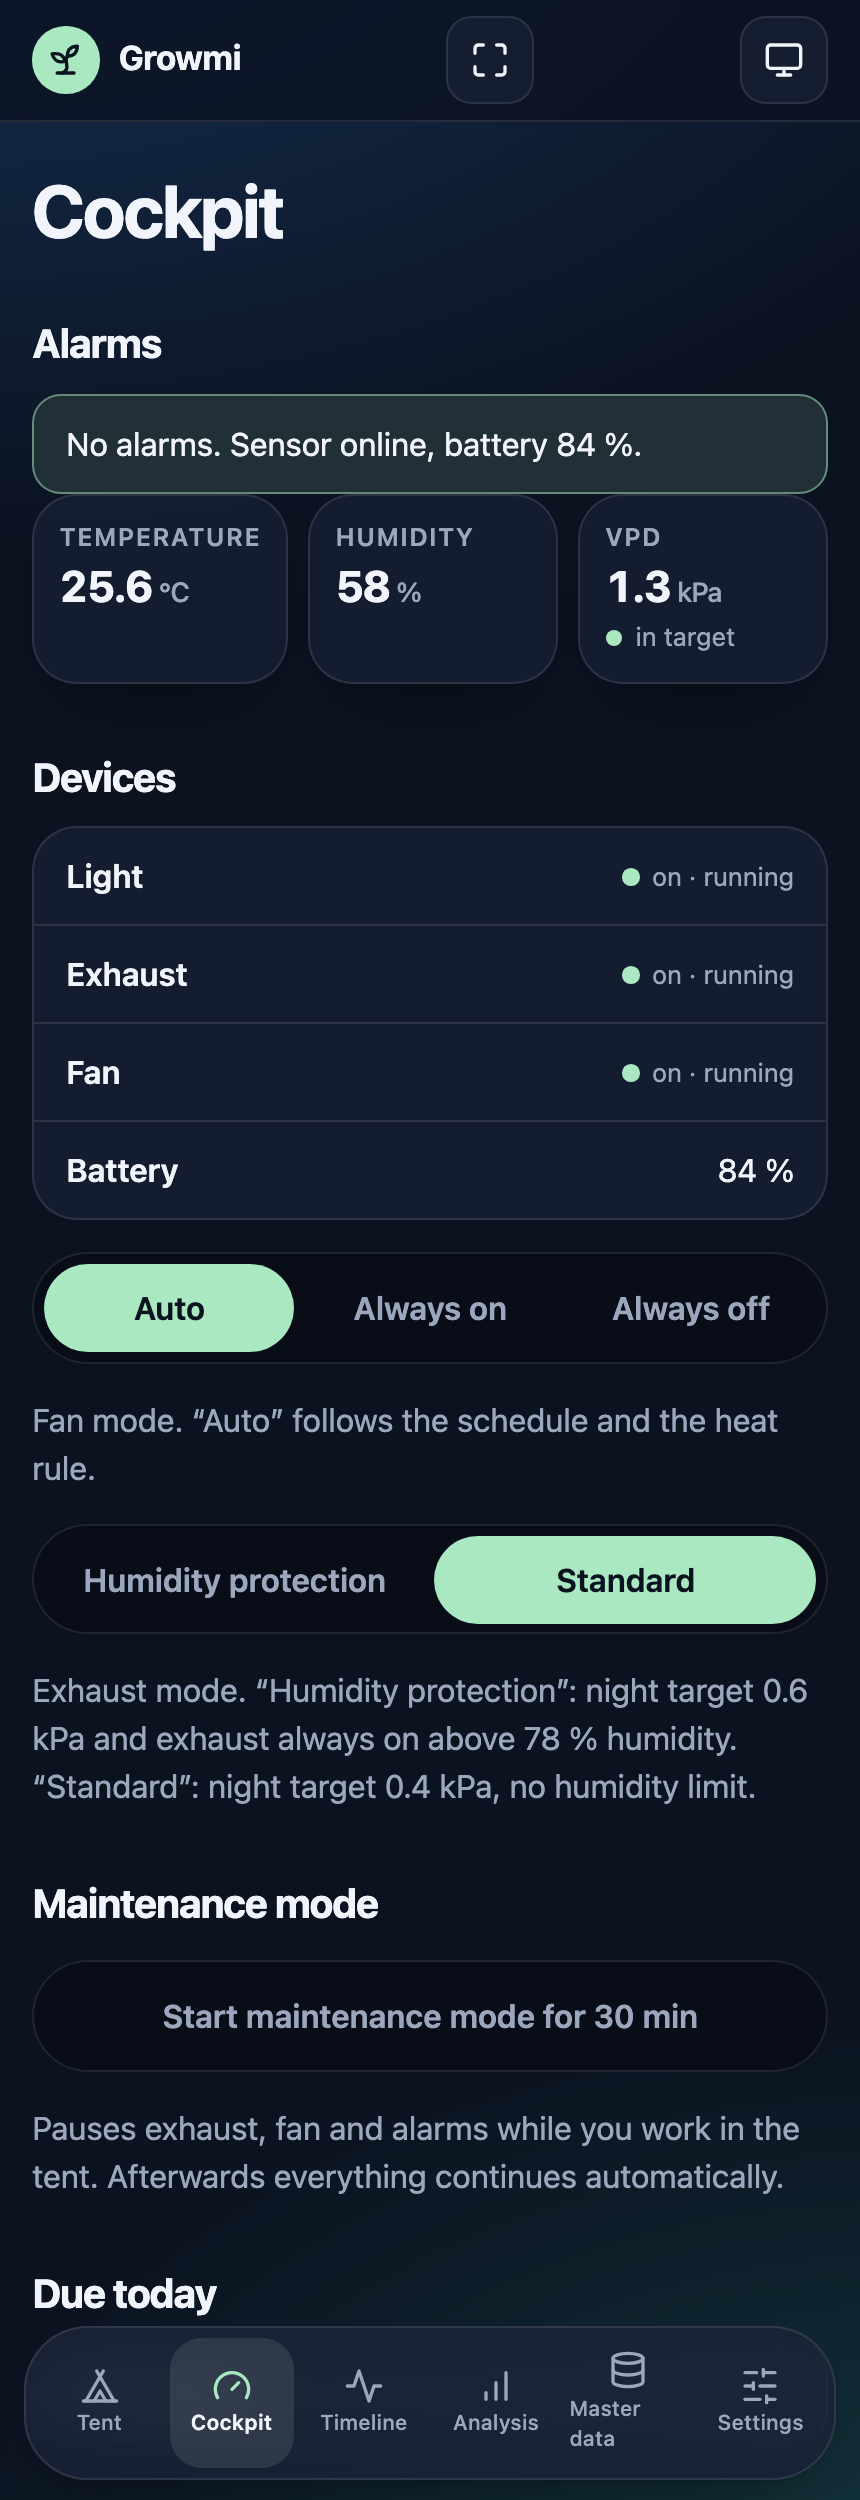 Growmi
Cockpit
Alarms
No alarms. Sensor online, battery 84 %.
TEMPERATURE
25.6 °C
HUMIDITY
58 %
VPD
1.3 kPa
in target
Devices
Light
on · running
Exhaust
on · running
Fan
on · running
Battery
84 %
Auto
Always on
Always off
Fan mode. “Auto” follows the schedule and the heat
rule.
Humidity protection
Standard
Exhaust mode. “Humidity protection”: night target 0.6
kPa and exhaust always on above 78 % humidity.
“Standard”: night target 0.4 kPa, no humidity limit.
Maintenance mode
Start maintenance mode for 30 min
Pauses exhaust, fan and alarms while you work in the
tent. Afterwards everything continues automatically.
Due today
Tent
Cockpit
Timeline
Analysis
Master
data
Settings